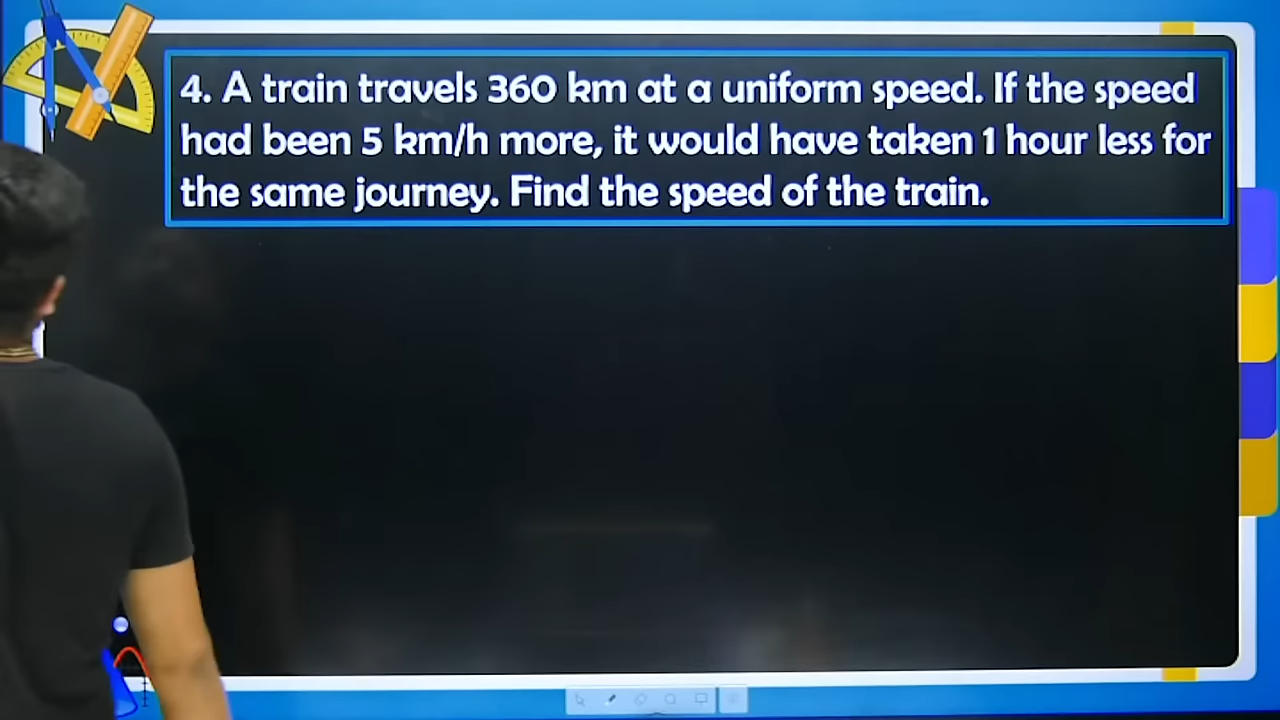 4. A train travels 360 km at a uniform speed. If the speed
had been 5 km/h more, it would have taken 1 hour less for
the same journey. Find the speed of the train.